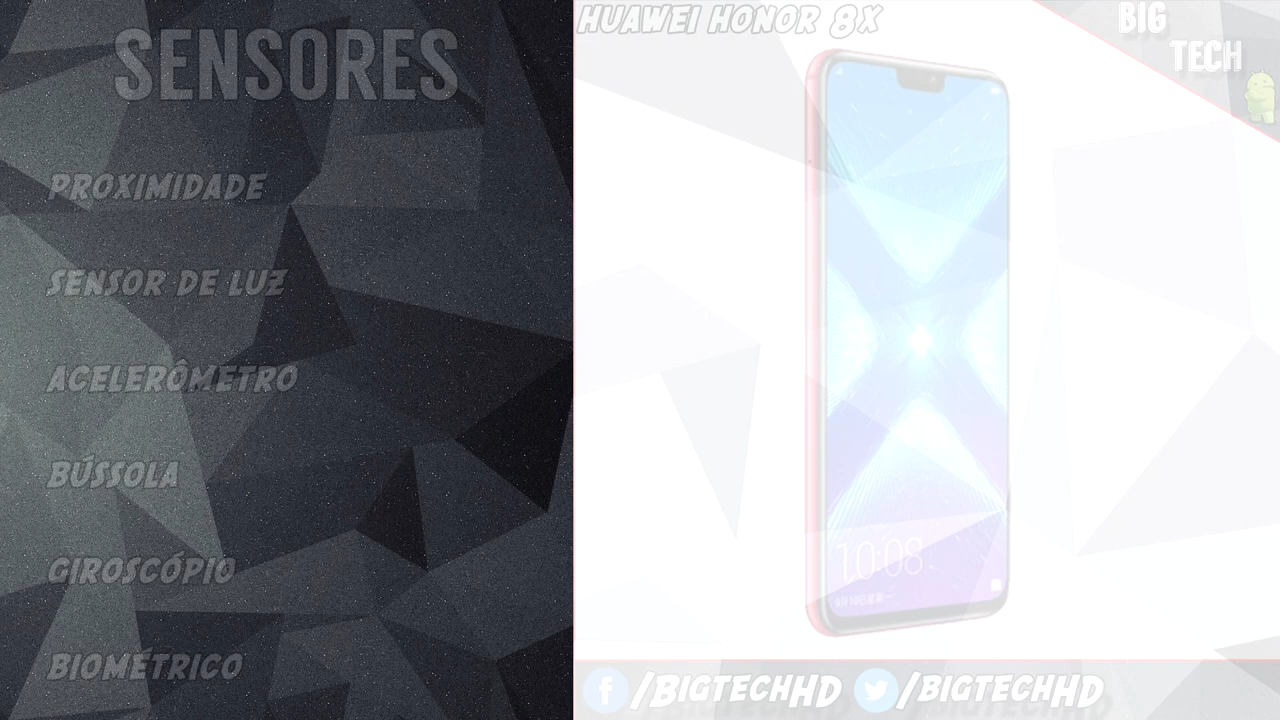 SENSORES
PROXIMIDADE
SENSOR DE LUZ
ACELERÔMETRO
BÚSSOLA
GIROSCÓPIO
BIOMÉTRICO
HUAWEI HONOR 8X
BIG
TECH
10:08
/BIGTECHHD
/BIGTECHHD